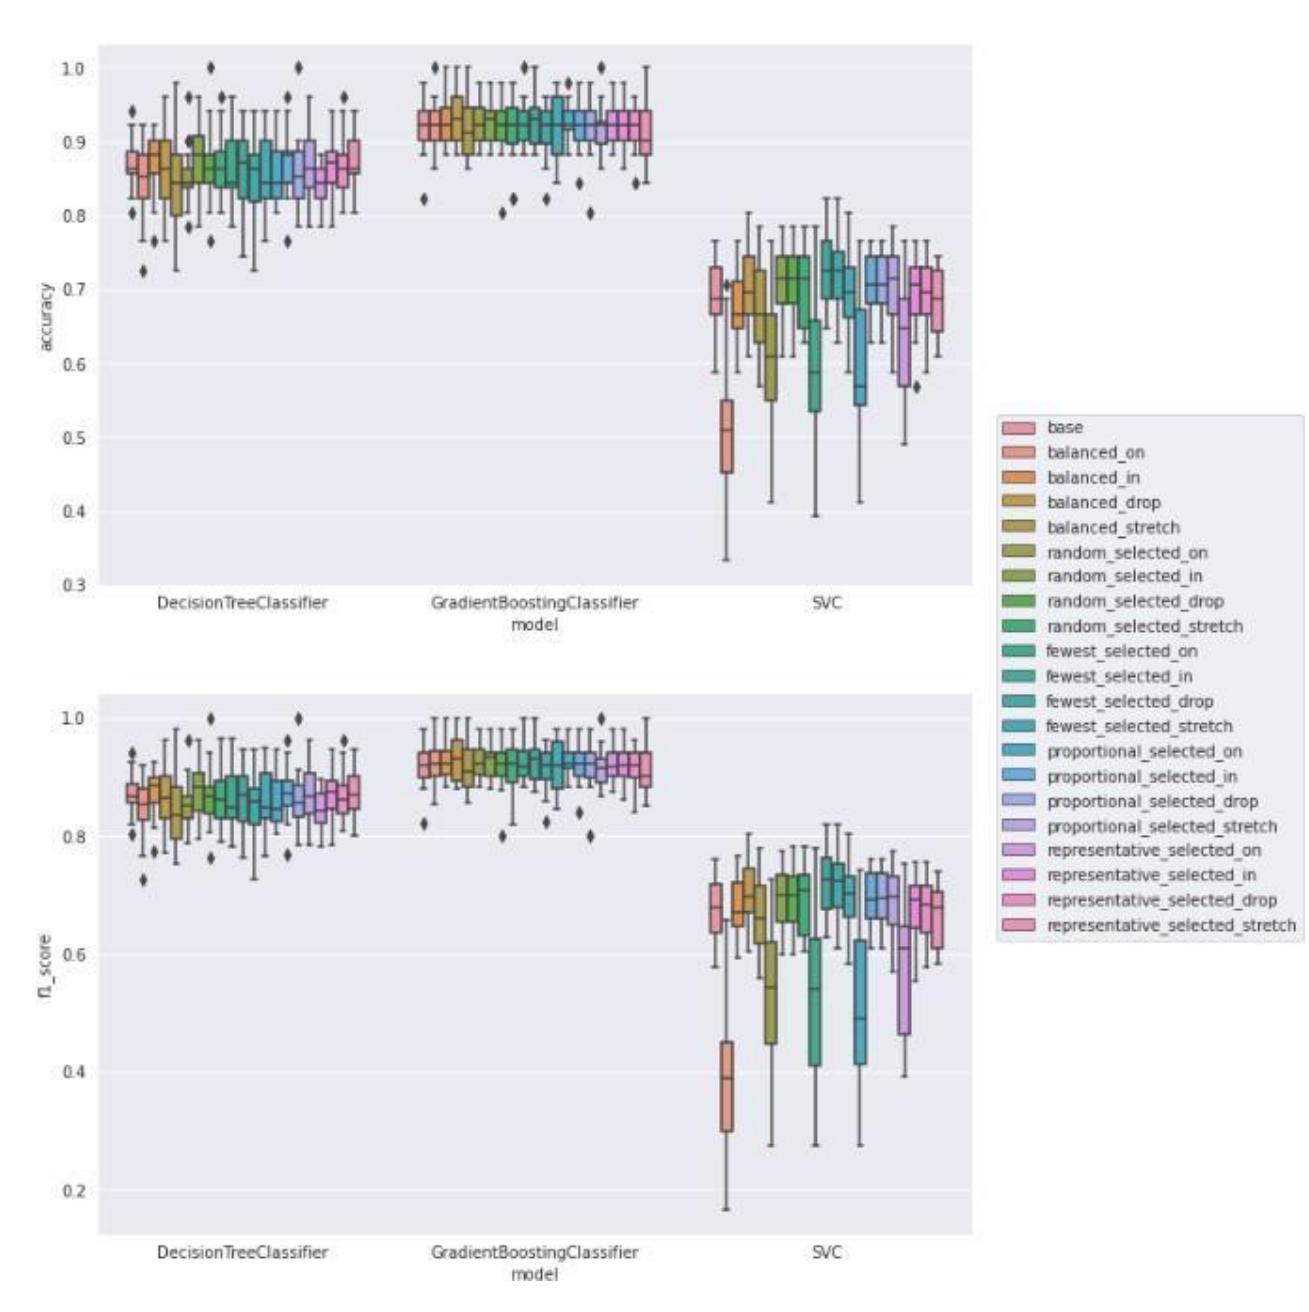 1.0
0.9
0.8
0.7
0.6
0.5
0.4
0.3
accuracy
DecisionTreeClassifier
GradientBoostingClassifier
SVC
model
base
balanced_on
balanced_in
balanced_drop
balanced_stretch
random_selected_on
random_selected_in
random_selected_drop
random_selected_stretch
fewest_selected_on
fewest_selected_in
fewest_selected_drop
fewest_selected_stretch
proportional_selected_on
proportional_selected_in
proportional_selected_drop
proportional_selected_stretch
representative_selected_on
representative_selected_in
representative_selected_drop
representative_selected_stretch
1.0
0.8
0.6
0.4
0.2
f1_score
DecisionTreeClassifier
GradientBoostingClassifier
SVC
model